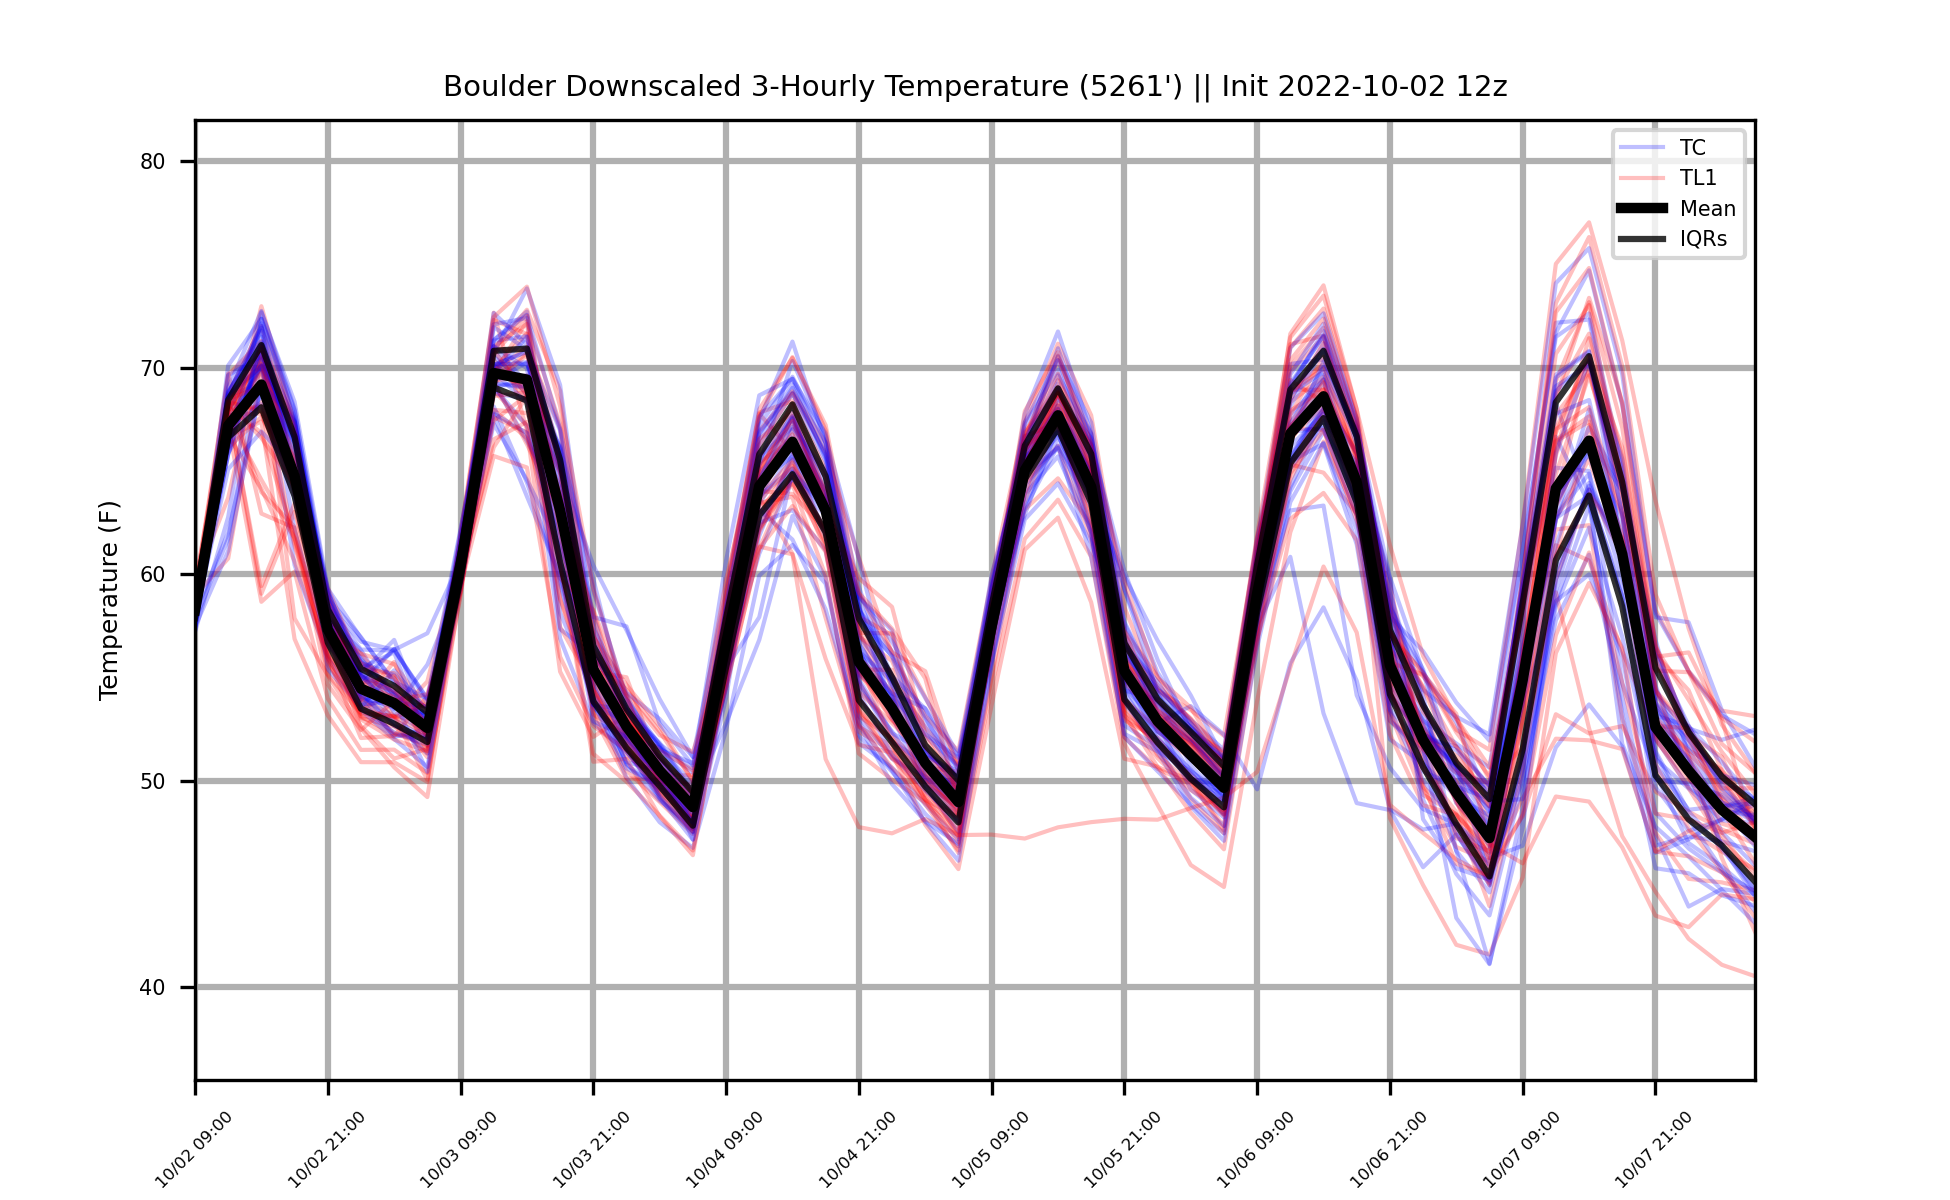 Boulder Downscaled 3-Hourly Temperature (5261') || Init 2022-10-02 12z
TC
TL1
Mean
IQRs
Temperature (F)
80
70
60
50
40
10/02 09:00
10/02 21:00
10/03 09:00
10/03 21:00
10/04 09:00
10/04 21:00
10/05 09:00
10/05 21:00
10/06 09:00
10/06 21:00
10/07 09:00
10/07 21:00